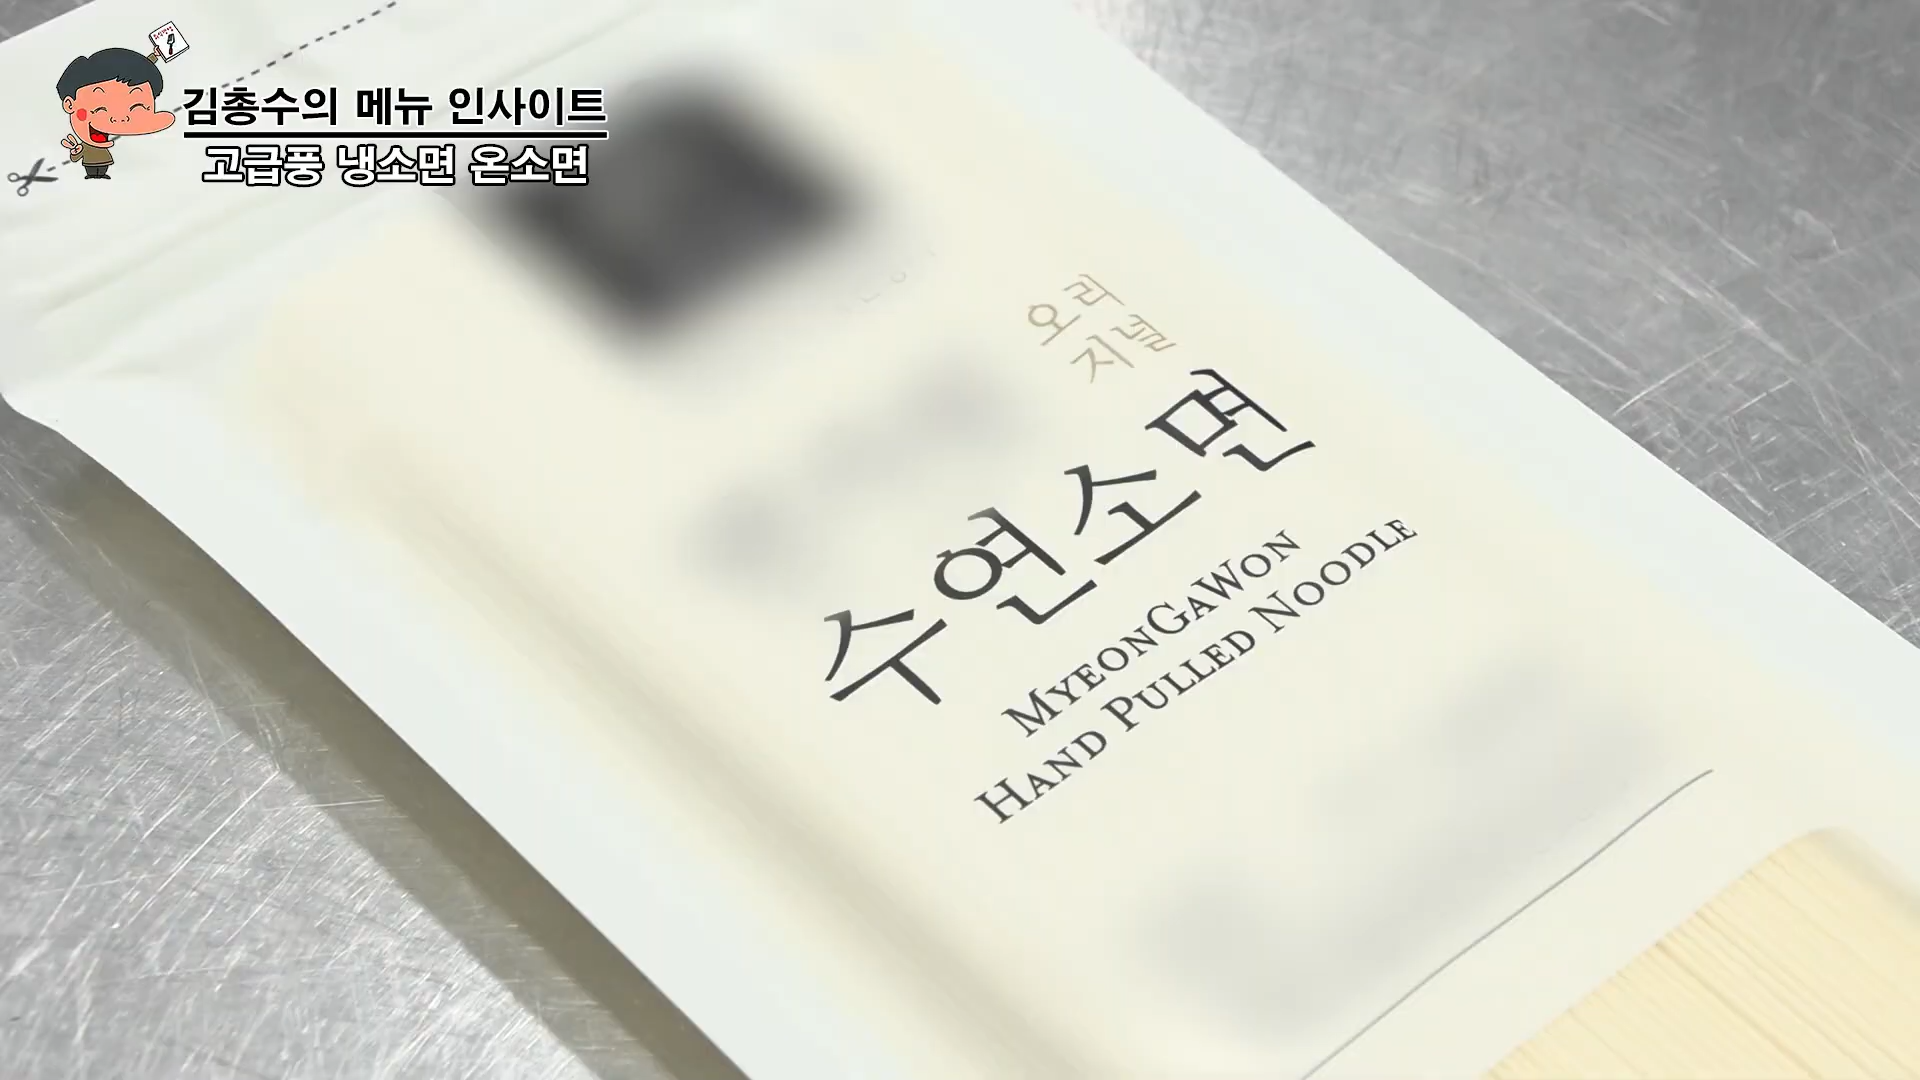 김총수의 메뉴 인사이트
고급풍 냉소면 온소면
오리
지널
수연소면
MYEONGAWON
HAND PULLED NOODLE